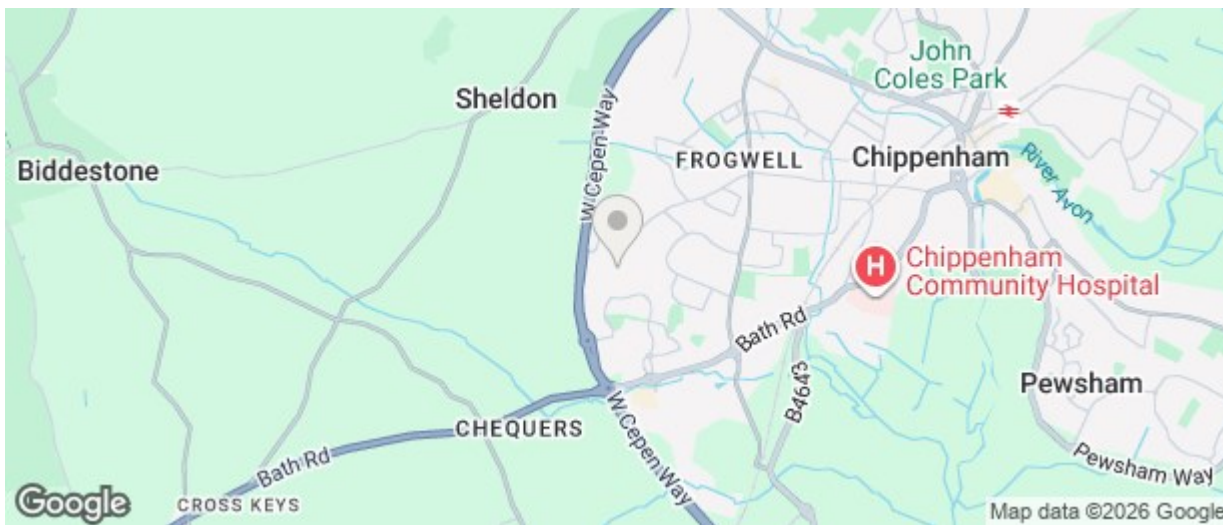 John
Coles Park
Sheldon
W Cepen Way
Biddestone
FROGWELL
Chippenham
River Avon
H
Chippenham
Community Hospital
Bath Rd
B4643
Pewsham
W Cepen Way
CHEQUERS
Bath Rd
Pewsham Way
CROSS KEYS
Google
Map data ©2026 Google